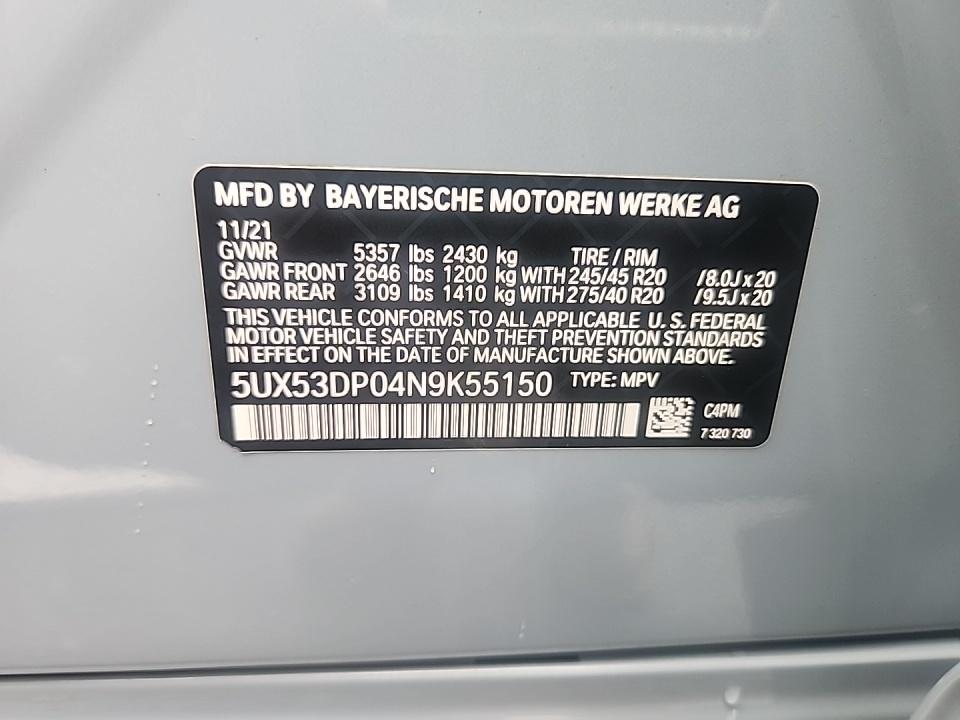 MFD BY BAYERISCHE MOTOREN WERKE AG
11/21
GVWR 5357 lbs 2430 kg TIRE / RIM
GAWR FRONT 2646 lbs 1200 kg WITH 245/45 R20 /8.0J x 20
GAWR REAR 3109 lbs 1410 kg WITH 275/40 R20 /9.5J x 20
THIS VEHICLE CONFORMS TO ALL APPLICABLE U.S. FEDERAL
MOTOR VEHICLE SAFETY AND THEFT PREVENTION STANDARDS
IN EFFECT ON THE DATE OF MANUFACTURE SHOWN ABOVE.
5UX53DP04N9K55150 TYPE: MPV
C4PM
7 320 730